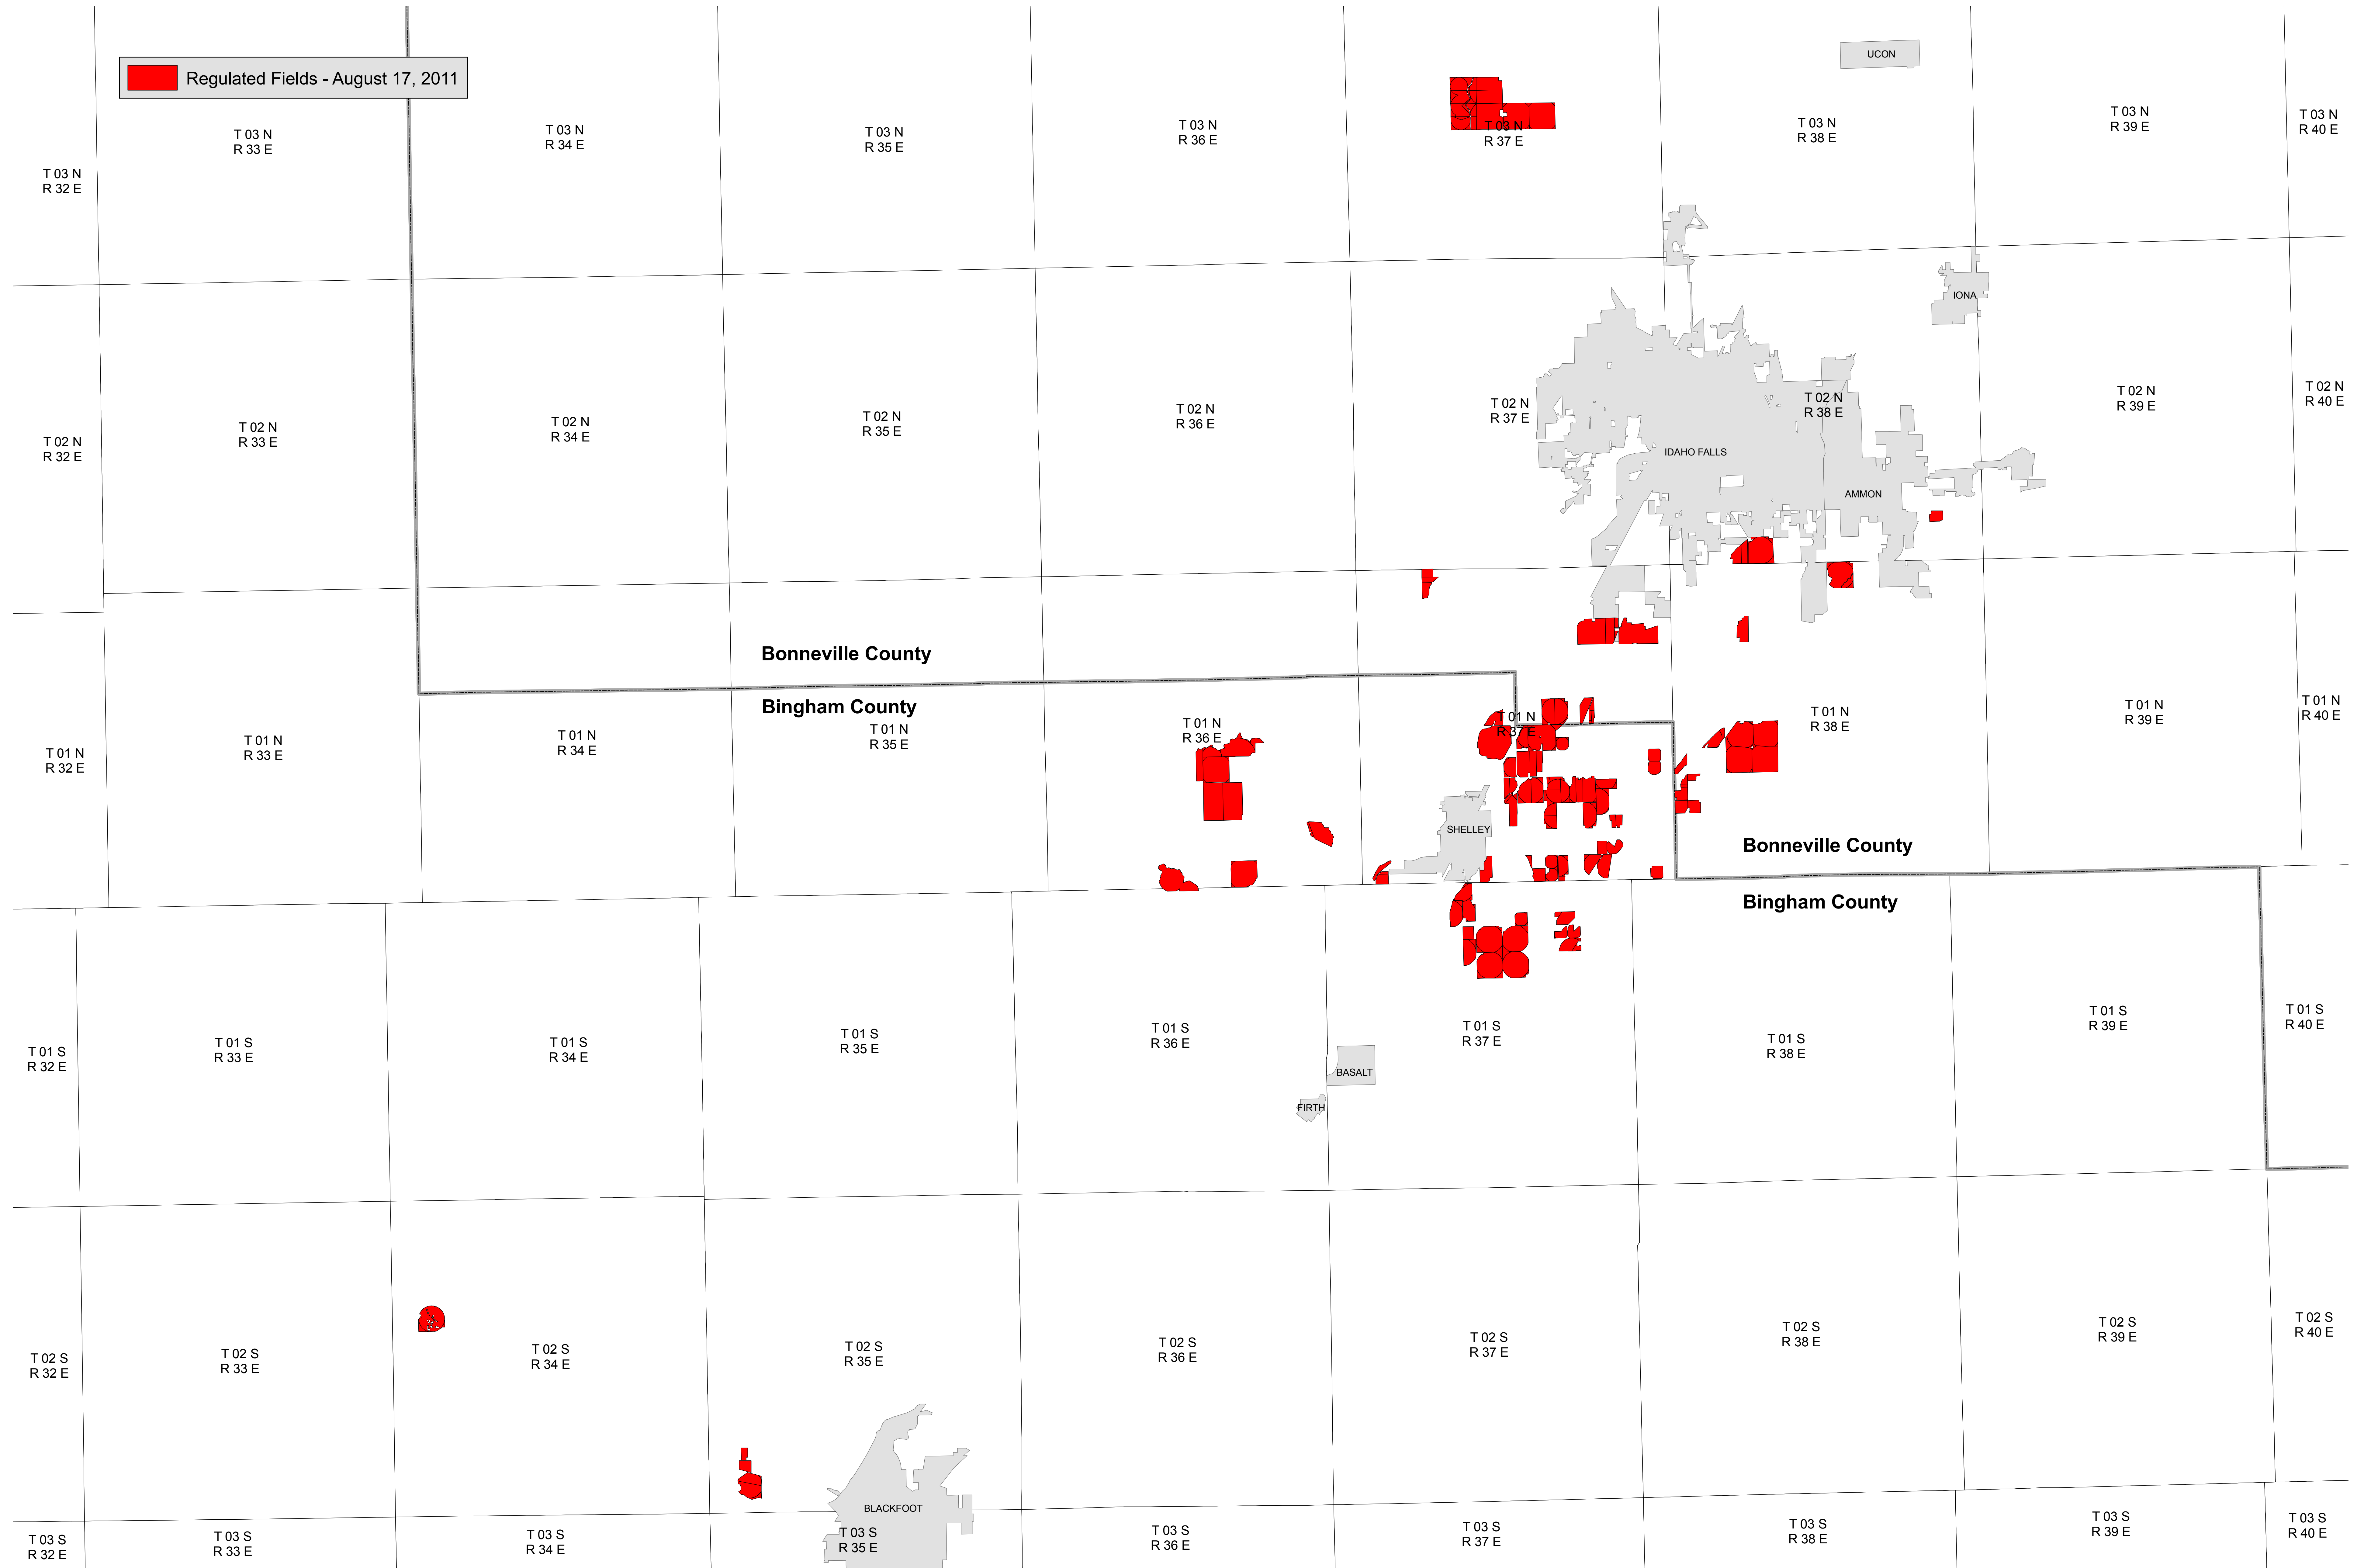 Regulated Fields - August 17, 2011
UCON
T 03 N
R 32 E
T 03 N
R 33 E
T 03 N
R 34 E
T 03 N
R 35 E
T 03 N
R 36 E
T 03 N
R 37 E
T 03 N
R 38 E
T 03 N
R 39 E
T 03 N
R 40 E
IONA
T 02 N
R 32 E
T 02 N
R 33 E
T 02 N
R 34 E
T 02 N
R 35 E
T 02 N
R 36 E
T 02 N
R 37 E
T 02 N
R 38 E
T 02 N
R 39 E
T 02 N
R 40 E
IDAHO FALLS
AMMON
Bonneville County
Bingham County
T 01 N
R 32 E
T 01 N
R 33 E
T 01 N
R 34 E
T 01 N
R 35 E
T 01 N
R 36 E
T 01 N
R 37 E
T 01 N
R 38 E
T 01 N
R 39 E
T 01 N
R 40 E
SHELLEY
Bonneville County
Bingham County
T 01 S
R 32 E
T 01 S
R 33 E
T 01 S
R 34 E
T 01 S
R 35 E
T 01 S
R 36 E
T 01 S
R 37 E
T 01 S
R 38 E
T 01 S
R 39 E
T 01 S
R 40 E
BASALT
FIRTH
T 02 S
R 32 E
T 02 S
R 33 E
T 02 S
R 34 E
T 02 S
R 35 E
T 02 S
R 36 E
T 02 S
R 37 E
T 02 S
R 38 E
T 02 S
R 39 E
T 02 S
R 40 E
BLACKFOOT
T 03 S
R 32 E
T 03 S
R 33 E
T 03 S
R 34 E
T 03 S
R 35 E
T 03 S
R 36 E
T 03 S
R 37 E
T 03 S
R 38 E
T 03 S
R 39 E
T 03 S
R 40 E